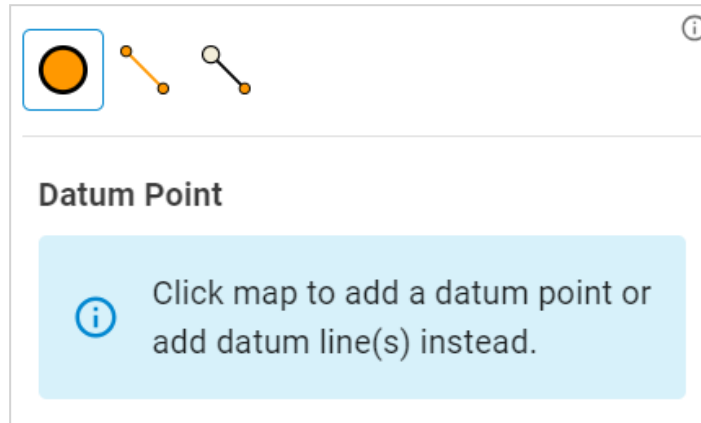 Datum Point
Click map to add a datum point or
add datum line(s) instead.